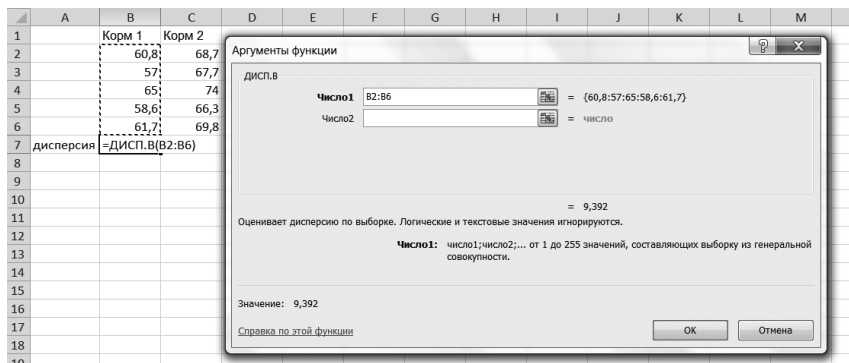 A B C D E F G H I J K L M
1 Корм 1 Корм 2
2 60,8 68,7
3 57 67,7
4 65 74
5 58,6 66,3
6 61,7 69,8
7 дисперсия =ДИСП.В(B2:B6)
8
9
10
11
12
13
14
15
16
17
18
19
Аргументы функции
ДИСП.В
Число1 B2:B6 = {60,8:57:65:58,6:61,7}
Число2 = число
= 9,392
Оценивает дисперсию по выборке. Логические и текстовые значения игнорируются.
Число1: число1;число2;... от 1 до 255 значений, составляющих выборку из генеральной
совокупности.
Значение: 9,392
Справка по этой функции
ОК
Отмена